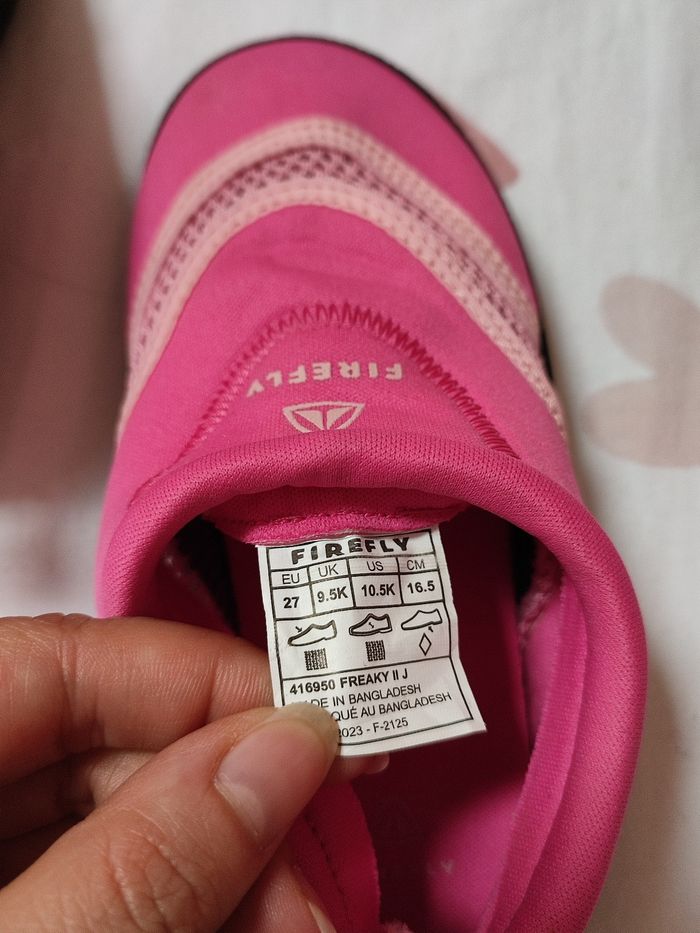 FIREFLY
FIREFLY
EU UK US CM
27 9.5K 10.5K 16.5
416950 FREAKY II J
IN BANGLADESH
AU BANGLADESH
F-2125